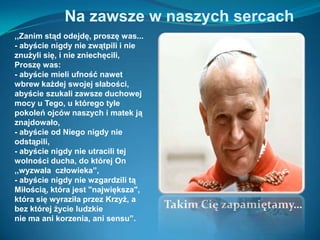 Na zawsze w naszych sercach
,,Zanim stąd odejdę, proszę was...
- abyście nigdy nie zwątpili i nie
znużyli się, i nie zniechęcili,
Proszę was:
- abyście mieli ufność nawet
wbrew każdej swojej słabości,
abyście szukali zawsze duchowej
mocy u Tego, u którego tyle
pokoleń ojców naszych i matek ją
znajdowało,
- abyście od Niego nigdy nie
odstąpili,
- abyście nigdy nie utracili tej
wolności ducha, do której On
,,wyzwala człowieka",
- abyście nigdy nie wzgardzili tą
Miłością, która jest "największa",
która się wyraziła przez Krzyż, a
bez której życie ludzkie
nie ma ani korzenia, ani sensu".
Takim Cię zapamiętamy...